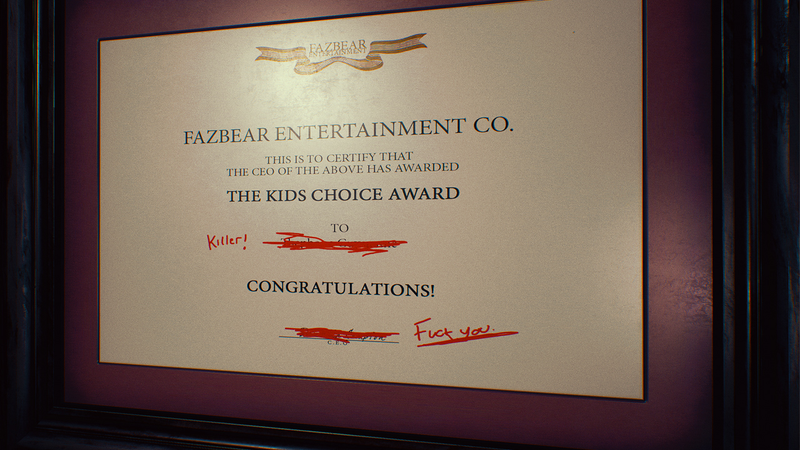 FAZBEAR
ENTERTAINMENT
FAZBEAR ENTERTAINMENT CO.
THIS IS TO CERTIFY THAT
THE CEO OF THE ABOVE HAS AWARDED
THE KIDS CHOICE AWARD
TO
Killer!
CONGRATULATIONS!
Fuck you.
C.E.O